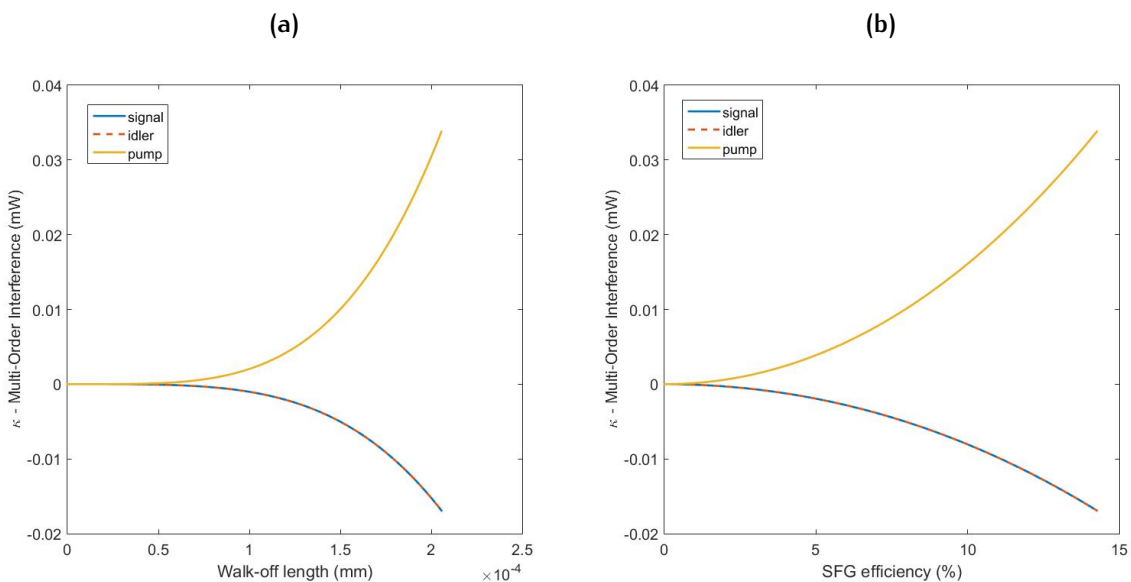 (a)
κ - Multi-Order Interference (mW)
0.04
0.03
0.02
0.01
0
-0.01
-0.02
signal
idler
pump
0
0.5
1
1.5
2
2.5
×10⁻⁴
Walk-off length (mm)
(b)
κ - Multi-Order Interference (mW)
0.04
0.03
0.02
0.01
0
-0.01
-0.02
signal
idler
pump
0
5
10
15
SFG efficiency (%)